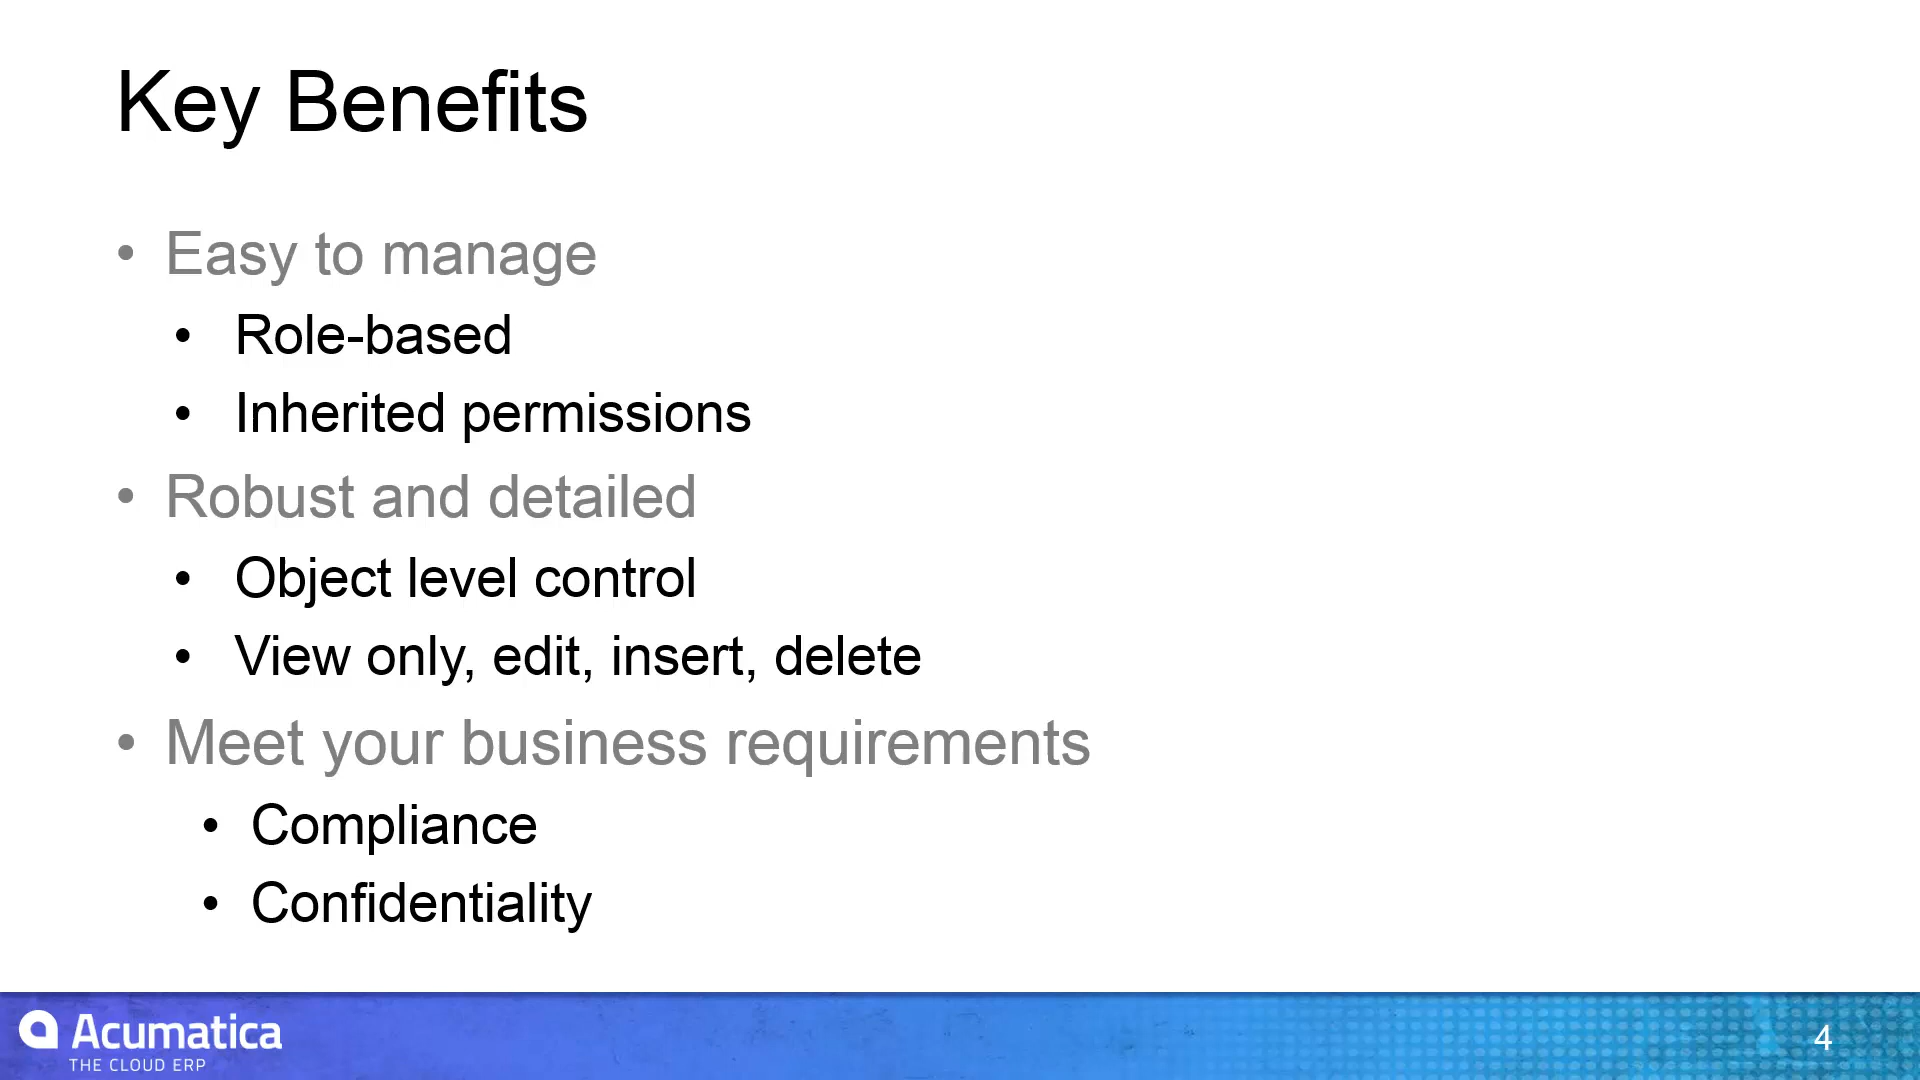 Key Benefits
• Easy to manage
• Role-based
• Inherited permissions
• Robust and detailed
• Object level control
• View only, edit, insert, delete
• Meet your business requirements
• Compliance
• Confidentiality
Acumatica
THE CLOUD ERP
4